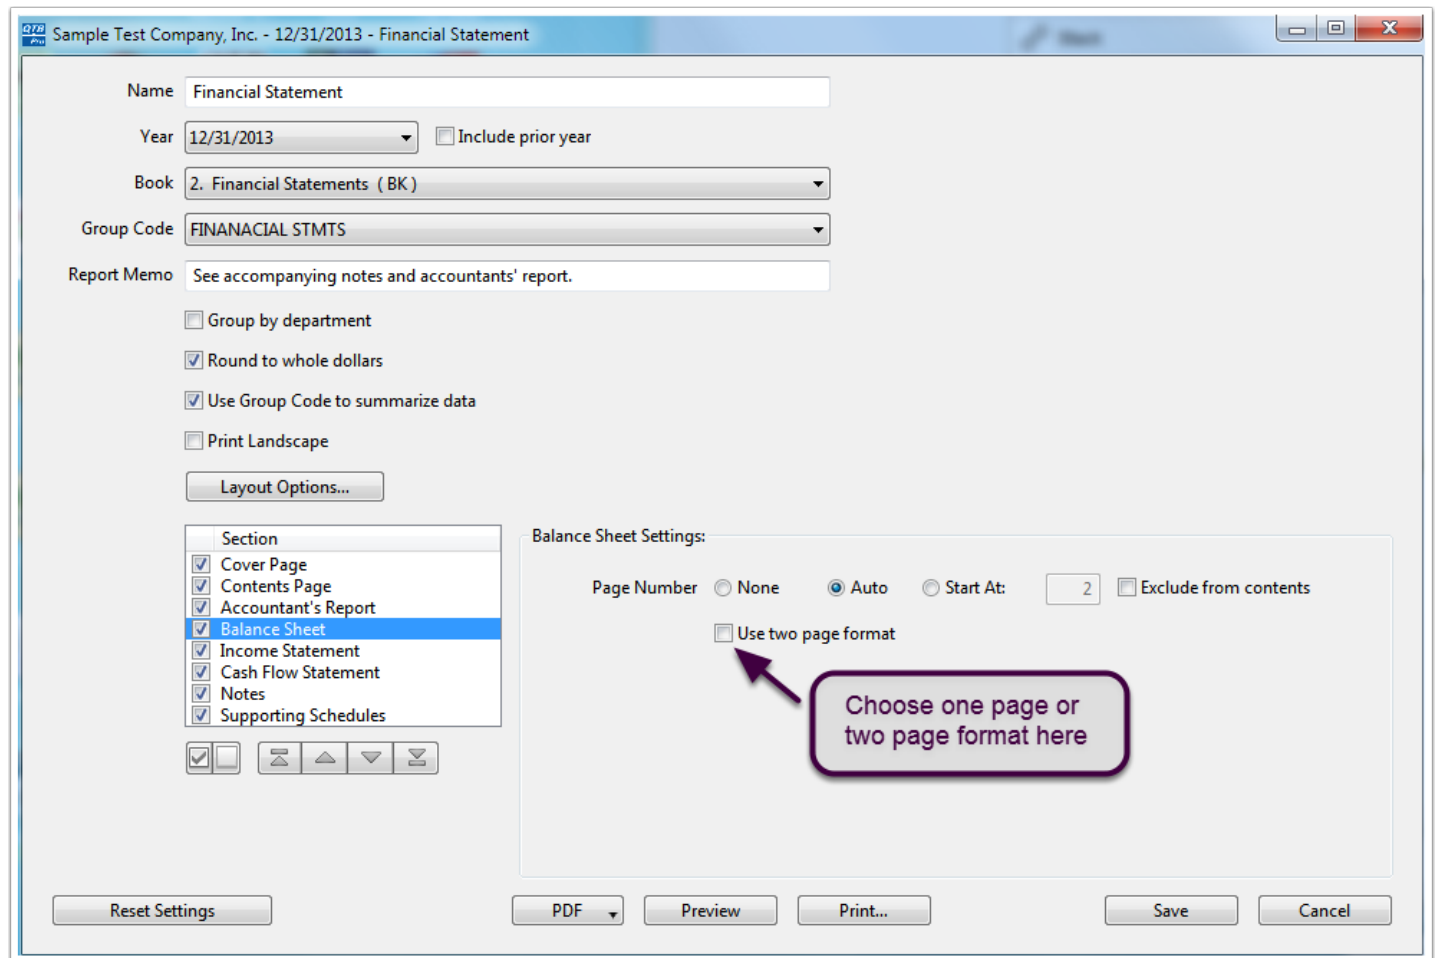 QTB Pro
Sample Test Company, Inc. - 12/31/2013 - Financial Statement
Name Financial Statement
Year 12/31/2013 Include prior year
Book 2. Financial Statements ( BK )
Group Code FINANACIAL STMTS
Report Memo See accompanying notes and accountants' report.
Group by department
Round to whole dollars
Use Group Code to summarize data
Print Landscape
Layout Options...
Section
Cover Page
Contents Page
Accountant's Report
Balance Sheet
Income Statement
Cash Flow Statement
Notes
Supporting Schedules
Balance Sheet Settings:
Page Number None Auto Start At: 2 Exclude from contents
Use two page format
Choose one page or
two page format here
Reset Settings PDF Preview Print... Save Cancel